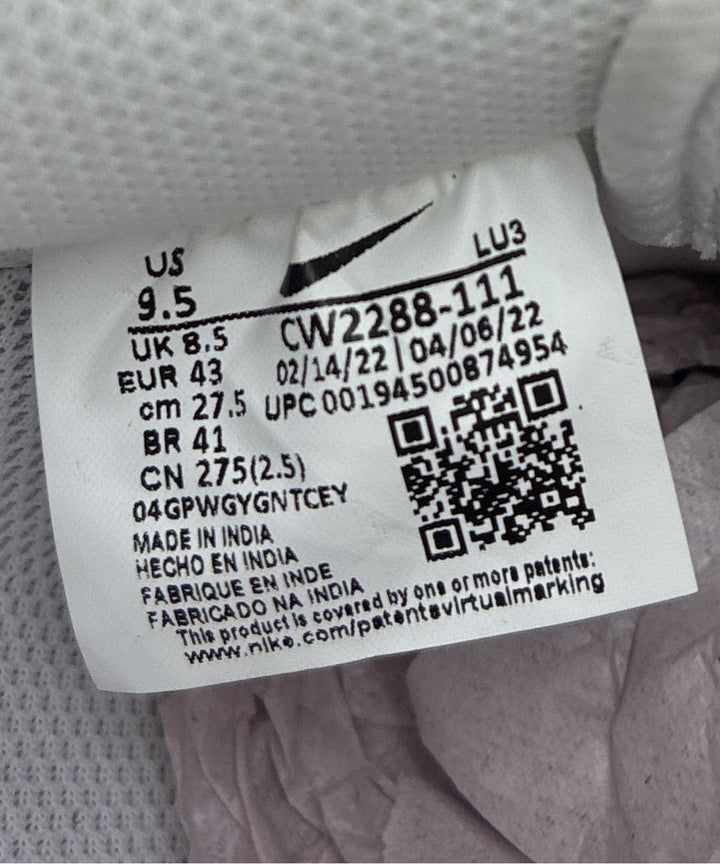 US
LU3
9.5
CW2288-111
UK 8.5
02/14/22 | 04/06/22
EUR 43
UPC 00194500874954
cm 27.5
BR 41
CN 275(2.5)
04GPWGYGNTCEY
MADE IN INDIA
HECHO EN INDIA
FABRIQUE EN INDE
FABRICADO NA INDIA
This product is covered by one or more patents:
www.nike.com/patentsvirtualmarking